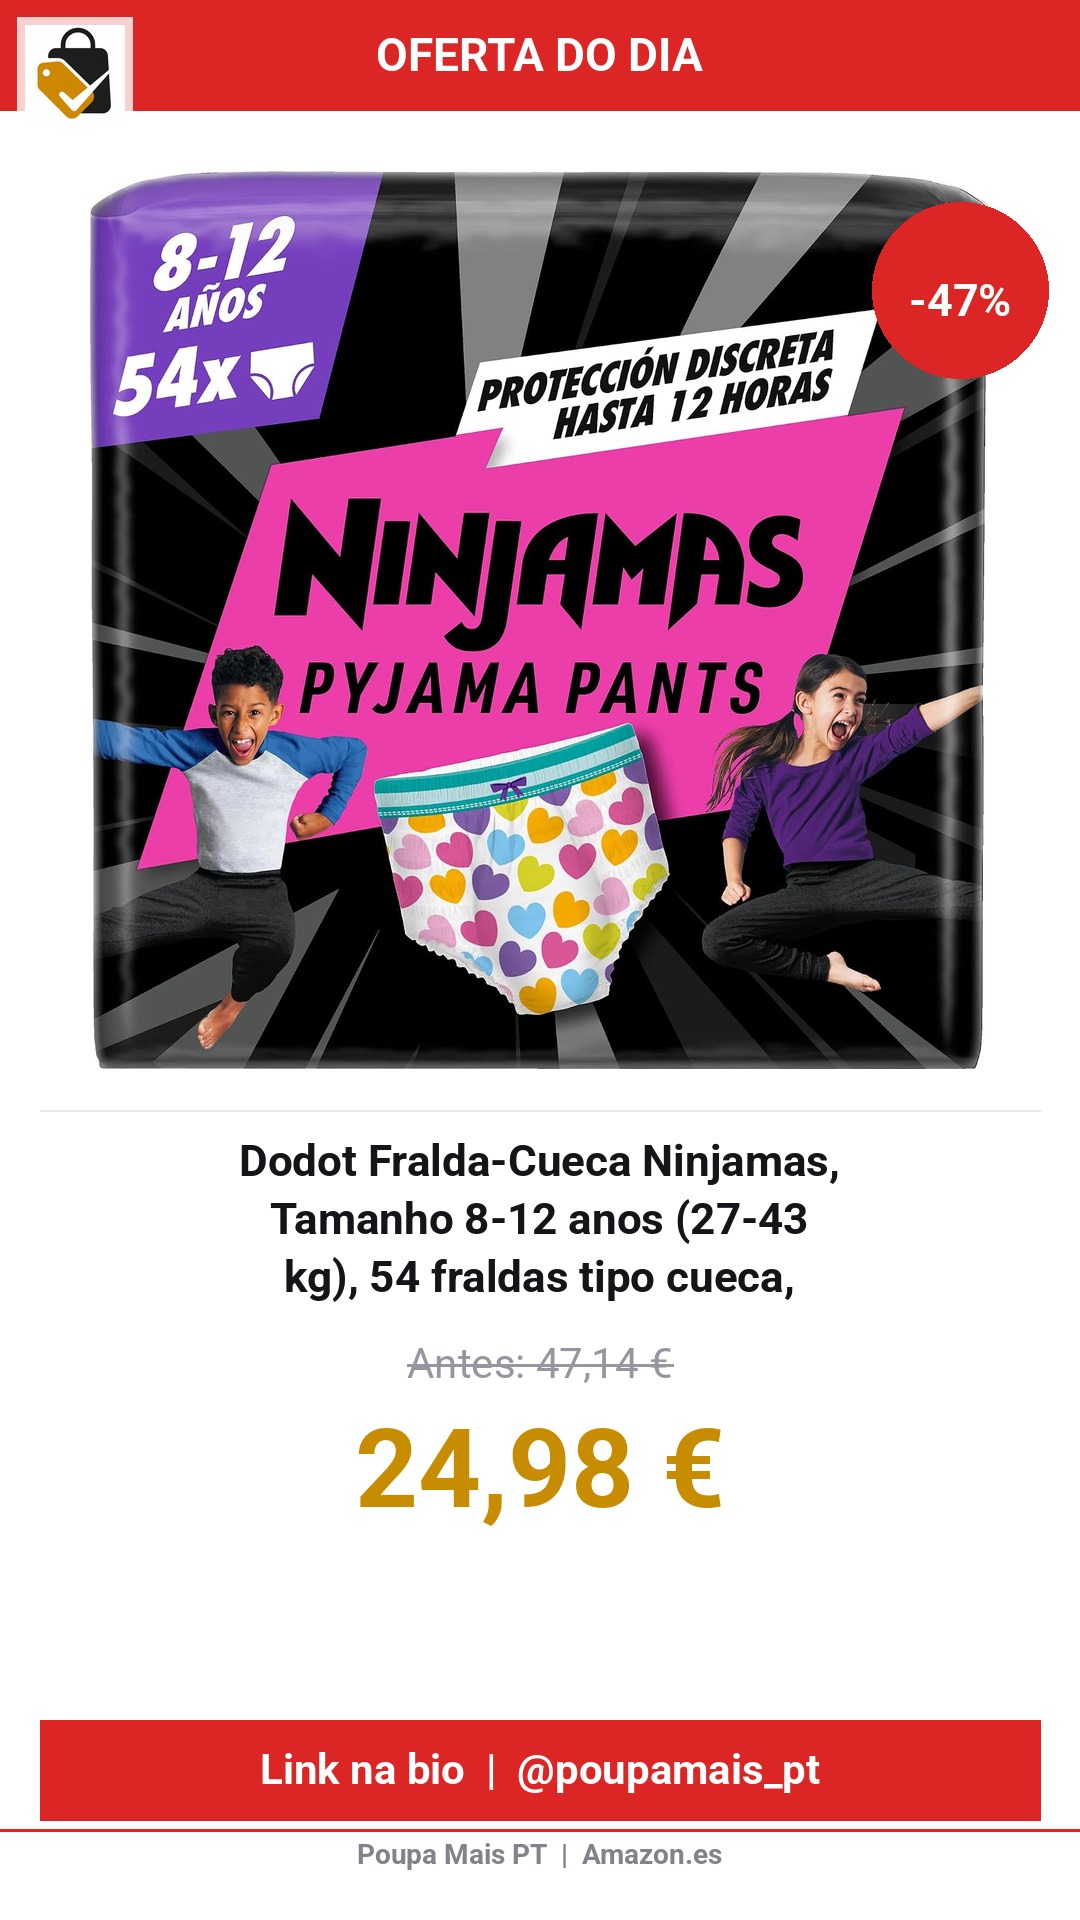 OFERTA DO DIA
8-12
AÑOS
54x
-47%
PROTECCIÓN DISCRETA
HASTA 12 HORAS
NINJAMAS
PYJAMA PANTS
Dodot Fralda-Cueca Ninjamas,
Tamanho 8-12 anos (27-43
kg), 54 fraldas tipo cueca,
Antes: 47,14 €
24,98 €
Link na bio | @poupamais_pt
Poupa Mais PT | Amazon.es